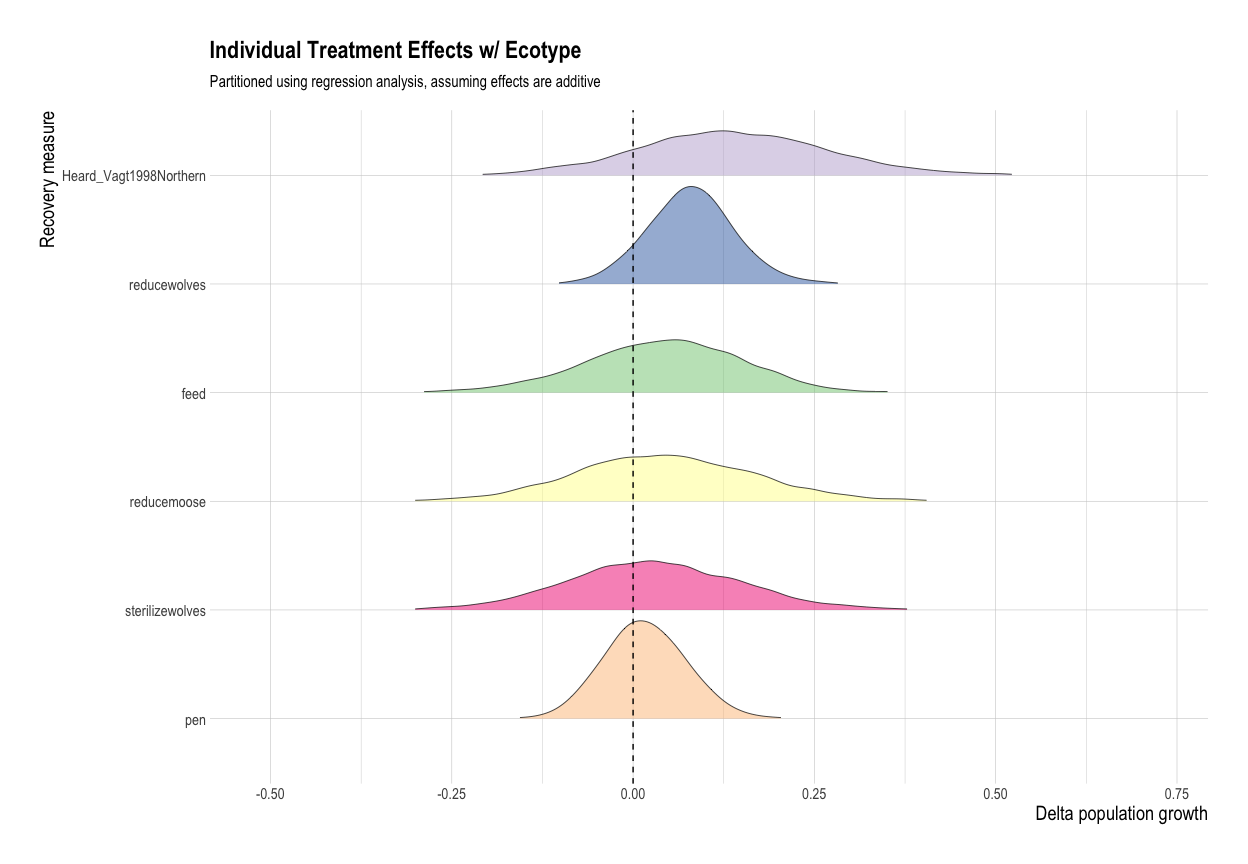 Individual Treatment Effects w/ Ecotype
Partitioned using regression analysis, assuming effects are additive
Recovery measure
Heard_Vagt1998Northern
reducewolves
feed
reducemoose
sterilizewolves
pen
-0.50 -0.25 0.00 0.25 0.50 0.75
Delta population growth